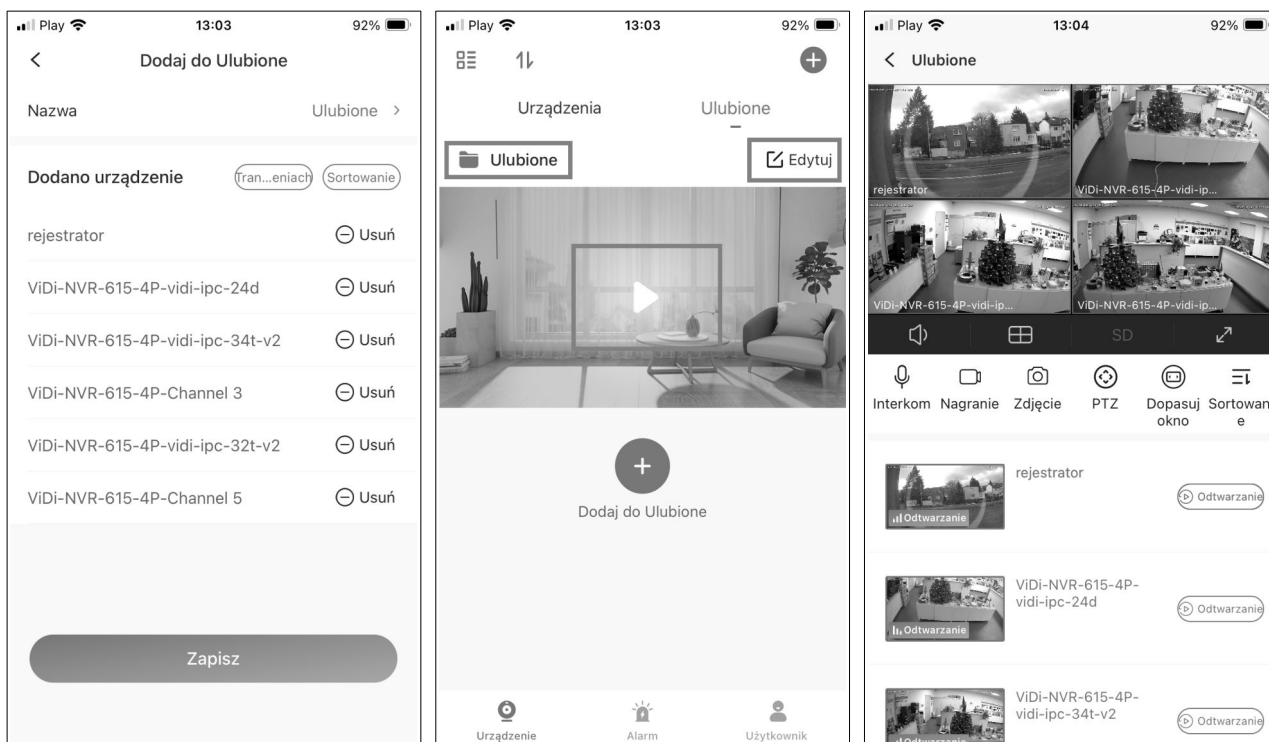 Play 13:03 92%
Dodaj do Ulubione
Nazwa Ulubione
Dodano urządzenie Tran...eniach Sortowanie
rejestrator Usuń
ViDi-NVR-615-4P-vidi-ipc-24d Usuń
ViDi-NVR-615-4P-vidi-ipc-34t-v2 Usuń
ViDi-NVR-615-4P-Channel 3 Usuń
ViDi-NVR-615-4P-vidi-ipc-32t-v2 Usuń
ViDi-NVR-615-4P-Channel 5 Usuń
Zapisz
Play 13:03 92%
Urządzenia Ulubione
Ulubione Edytuj
Dodaj do Ulubione
Urządzenie Alarm Użytkownik
Play 13:04 92%
Ulubione
rejestrator ViDi-NVR-615-4P-vidi-ip...
ViDi-NVR-615-4P-vidi-ip... ViDi-NVR-615-4P-vidi-ip...
SD
Interkom Nagranie Zdjęcie PTZ Dopasuj Sortowan
okno e
rejestrator
Odtwarzanie
Odtwarzanie
ViDi-NVR-615-4P-
vidi-ipc-24d
Odtwarzanie
Odtwarzanie
ViDi-NVR-615-4P-
vidi-ipc-34t-v2
Odtwarzanie
Odtwarzanie